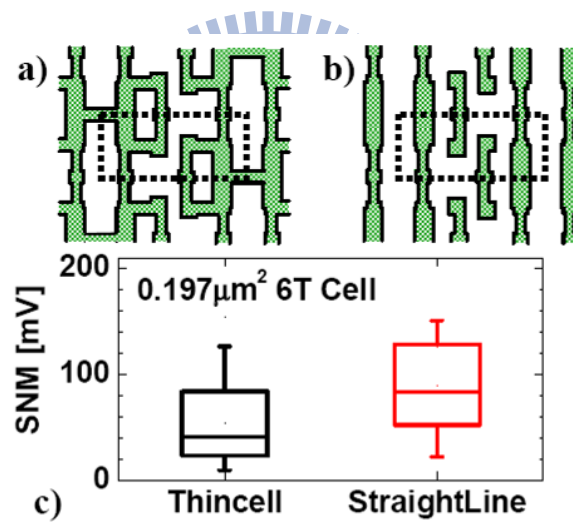 a)
b)
200
0.197μm² 6T Cell
SNM [mV]
100
0
c)
Thincell
StraightLine